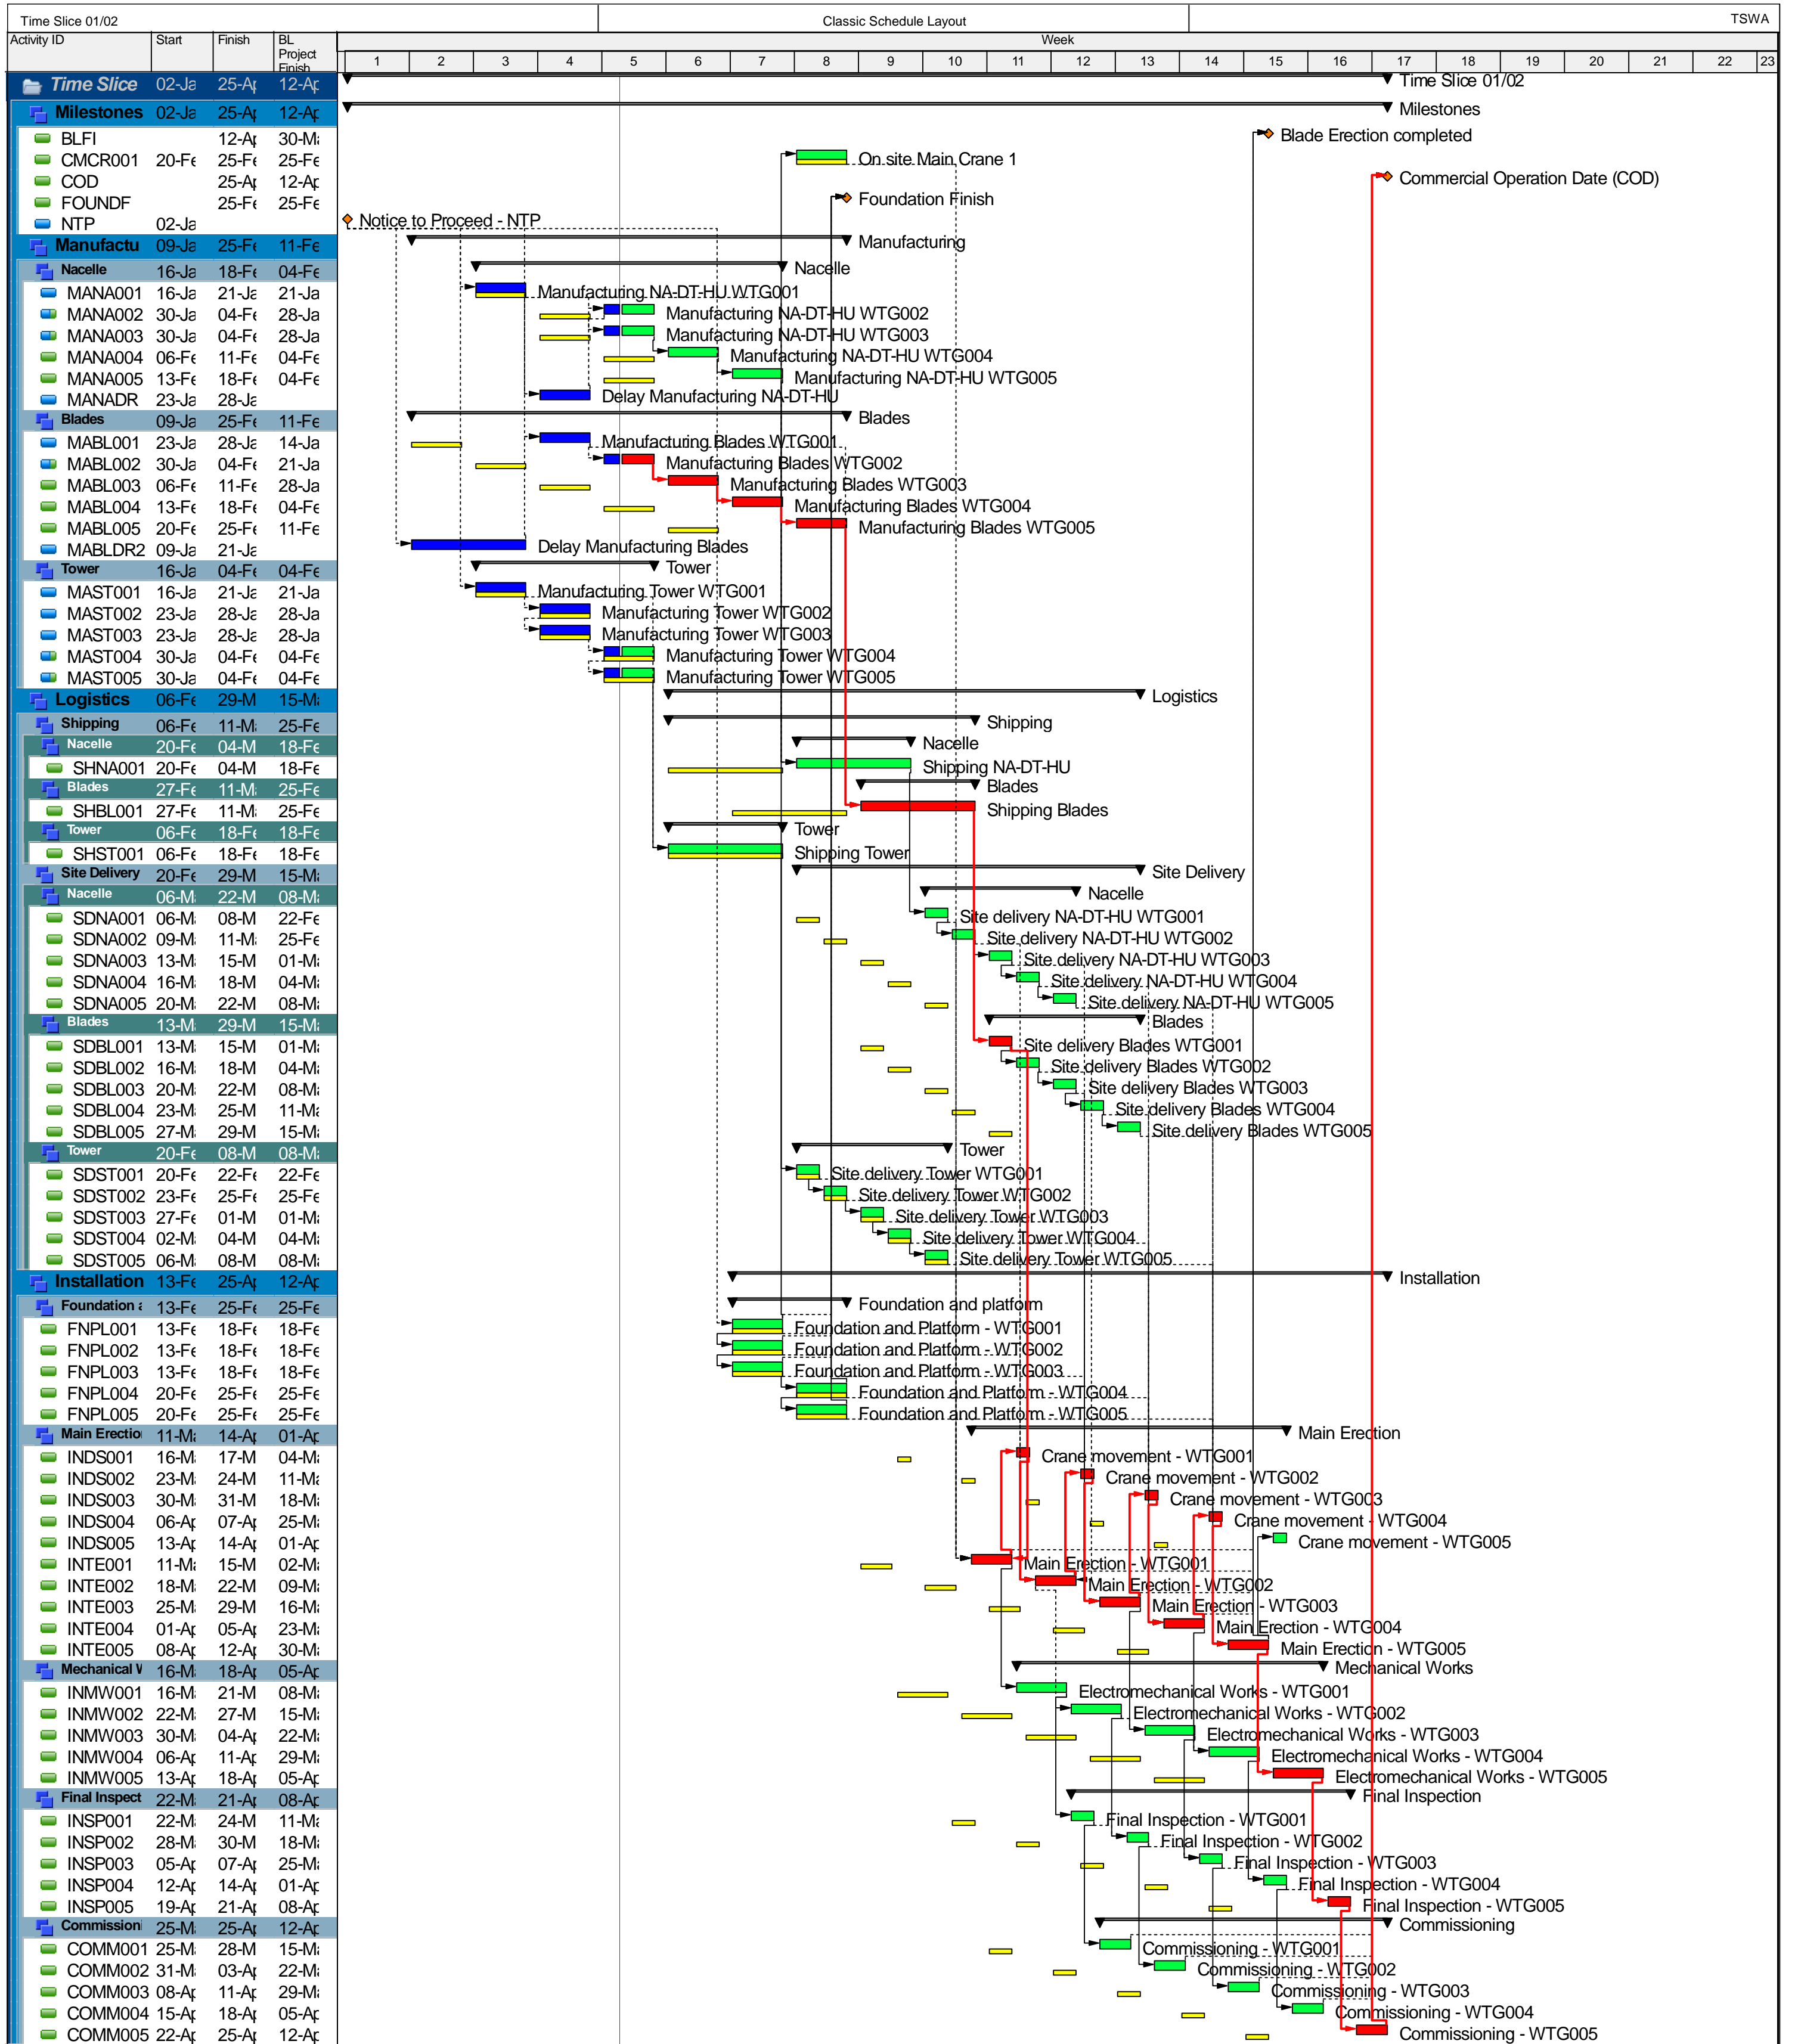 Time Slice 01/02 Classic Schedule Layout TSWA
Activity ID Start Finish BL Project Finish Week
1 2 3 4 5 6 7 8 9 10 11 12 13 14 15 16 17 18 19 20 21 22 23
Time Slice 02-Ja 25-Ap 12-Ap Time Slice 01/02
Milestones 02-Ja 25-Ap 12-Ap Milestones
BLFI 12-Ap 30-Ma Blade Erection completed
CMCR001 20-Fe 25-Fe 25-Fe On site Main Crane 1
COD 25-Ap 12-Ap Commercial Operation Date (COD)
FOUNDF 25-Fe 25-Fe Foundation Finish
NTP 02-Ja Notice to Proceed - NTP
Manufactu 09-Ja 25-Fe 11-Fe Manufacturing
Nacelle 16-Ja 18-Fe 04-Fe Nacelle
MANA001 16-Ja 21-Ja 21-Ja Manufacturing NA-DT-HU WTG001
MANA002 30-Ja 04-Fe 28-Ja Manufacturing NA-DT-HU WTG002
MANA003 30-Ja 04-Fe 28-Ja Manufacturing NA-DT-HU WTG003
MANA004 06-Fe 11-Fe 04-Fe Manufacturing NA-DT-HU WTG004
MANA005 13-Fe 18-Fe 04-Fe Manufacturing NA-DT-HU WTG005
MANADR 23-Ja 28-Ja Delay Manufacturing NA-DT-HU
Blades 09-Ja 25-Fe 11-Fe Blades
MABL001 23-Ja 28-Ja 14-Ja Manufacturing Blades WTG001
MABL002 30-Ja 04-Fe 21-Ja Manufacturing Blades WTG002
MABL003 06-Fe 11-Fe 28-Ja Manufacturing Blades WTG003
MABL004 13-Fe 18-Fe 04-Fe Manufacturing Blades WTG004
MABL005 20-Fe 25-Fe 11-Fe Manufacturing Blades WTG005
MABLDR2 09-Ja 21-Ja Delay Manufacturing Blades
Tower 16-Ja 04-Fe 04-Fe Tower
MAST001 16-Ja 21-Ja 21-Ja Manufacturing Tower WTG001
MAST002 23-Ja 28-Ja 28-Ja Manufacturing Tower WTG002
MAST003 23-Ja 28-Ja 28-Ja Manufacturing Tower WTG003
MAST004 30-Ja 04-Fe 04-Fe Manufacturing Tower WTG004
MAST005 30-Ja 04-Fe 04-Fe Manufacturing Tower WTG005
Logistics 06-Fe 29-M 15-Ma Logistics
Shipping 06-Fe 11-Ma 25-Fe Shipping
Nacelle 20-Fe 04-M 18-Fe Nacelle
SHNA001 20-Fe 04-M 18-Fe Shipping NA-DT-HU
Blades 27-Fe 11-Ma 25-Fe Blades
SHBL001 27-Fe 11-Ma 25-Fe Shipping Blades
Tower 06-Fe 18-Fe 18-Fe Tower
SHST001 06-Fe 18-Fe 18-Fe Shipping Tower
Site Delivery 20-Fe 29-M 15-Ma Site Delivery
Nacelle 06-Ma 22-M 08-Ma Nacelle
SDNA001 06-Ma 08-M 22-Fe Site delivery NA-DT-HU WTG001
SDNA002 09-Ma 11-Ma 25-Fe Site delivery NA-DT-HU WTG002
SDNA003 13-Ma 15-M 01-Ma Site delivery NA-DT-HU WTG003
SDNA004 16-Ma 18-M 04-Ma Site delivery NA-DT-HU WTG004
SDNA005 20-Ma 22-M 08-Ma Site delivery NA-DT-HU WTG005
Blades 13-Ma 29-M 15-Ma Blades
SDBL001 13-Ma 15-M 01-Ma Site delivery Blades WTG001
SDBL002 16-Ma 18-M 04-Ma Site delivery Blades WTG002
SDBL003 20-Ma 22-M 08-Ma Site delivery Blades WTG003
SDBL004 23-Ma 25-M 11-Ma Site delivery Blades WTG004
SDBL005 27-Ma 29-M 15-Ma Site delivery Blades WTG005
Tower 20-Fe 08-M 08-Ma Tower
SDST001 20-Fe 22-Fe 22-Fe Site delivery Tower WTG001
SDST002 23-Fe 25-Fe 25-Fe Site delivery Tower WTG002
SDST003 27-Fe 01-M 01-Ma Site delivery Tower WTG003
SDST004 02-Ma 04-M 04-Ma Site delivery Tower WTG004
SDST005 06-Ma 08-M 08-Ma Site delivery Tower WTG005
Installation 13-Fe 25-Ap 12-Ap Installation
Foundation a 13-Fe 25-Fe 25-Fe Foundation and platform
FNPL001 13-Fe 18-Fe 18-Fe Foundation and Platform - WTG001
FNPL002 13-Fe 18-Fe 18-Fe Foundation and Platform - WTG002
FNPL003 13-Fe 18-Fe 18-Fe Foundation and Platform - WTG003
FNPL004 20-Fe 25-Fe 25-Fe Foundation and Platform - WTG004
FNPL005 20-Fe 25-Fe 25-Fe Foundation and Platform - WTG005
Main Erectio 11-Ma 14-Ap 01-Ap Main Erection
INDS001 16-Ma 17-M 04-Ma Crane movement - WTG001
INDS002 23-Ma 24-M 11-Ma Crane movement - WTG002
INDS003 30-Ma 31-M 18-Ma Crane movement - WTG003
INDS004 06-Ap 07-Ap 25-Ma Crane movement - WTG004
INDS005 13-Ap 14-Ap 01-Ap Crane movement - WTG005
INTE001 11-Ma 15-M 02-Ma Main Erection - WTG001
INTE002 18-Ma 22-M 09-Ma Main Erection - WTG002
INTE003 25-Ma 29-M 16-Ma Main Erection - WTG003
INTE004 01-Ap 05-Ap 23-Ma Main Erection - WTG004
INTE005 08-Ap 12-Ap 30-Ma Main Erection - WTG005
Mechanical W 16-Ma 18-Ap 05-Ap Mechanical Works
INMW001 16-Ma 21-M 08-Ma Electromechanical Works - WTG001
INMW002 22-Ma 27-M 15-Ma Electromechanical Works - WTG002
INMW003 30-Ma 04-Ap 22-Ma Electromechanical Works - WTG003
INMW004 06-Ap 11-Ap 29-Ma Electromechanical Works - WTG004
INMW005 13-Ap 18-Ap 05-Ap Electromechanical Works - WTG005
Final Inspect 22-Ma 21-Ap 08-Ap Final Inspection
INSP001 22-Ma 24-M 11-Ma Final Inspection - WTG001
INSP002 28-Ma 30-M 18-Ma Final Inspection - WTG002
INSP003 05-Ap 07-Ap 25-Ma Final Inspection - WTG003
INSP004 12-Ap 14-Ap 01-Ap Final Inspection - WTG004
INSP005 19-Ap 21-Ap 08-Ap Final Inspection - WTG005
Commissioni 25-Ma 25-Ap 12-Ap Commissioning
COMM001 25-Ma 28-M 15-Ma Commissioning - WTG001
COMM002 31-Ma 03-Ap 22-Ma Commissioning - WTG002
COMM003 08-Ap 11-Ap 29-Ma Commissioning - WTG003
COMM004 15-Ap 18-Ap 05-Ap Commissioning - WTG004
COMM005 22-Ap 25-Ap 12-Ap Commissioning - WTG005